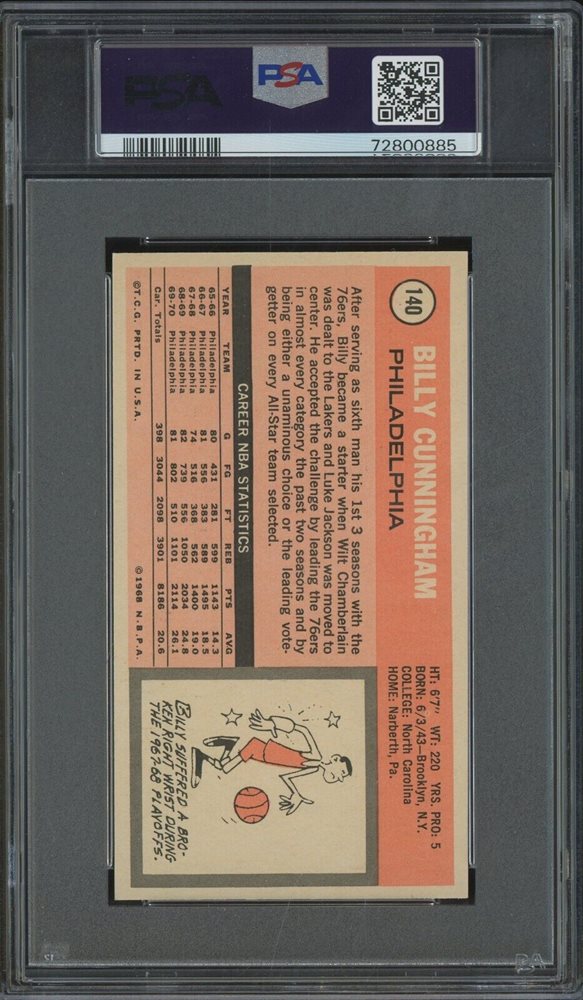 PSA
PSA
72800885
140
BILLY CUNNINGHAM
PHILADELPHIA
HT: 6'7" WT: 220 YRS. PRO: 5
BORN: 6/3/43—Brooklyn, N.Y.
COLLEGE: North Carolina
HOME: Narberth, Pa.
After serving as sixth man his 1st 3 seasons with the
76ers, Billy became a starter when Wilt Chamberlain
was dealt to the Lakers and Luke Jackson was moved to
center. He accepted the challenge by leading the 76ers
in almost every category the past two seasons and by
being either a unaminous choice or the leading vote-
getter on every All-Star team selected.
CAREER NBA STATISTICS
YEAR TEAM G FG FT REB PTS AVG
65-66 Philadelphia 80 431 281 599 1143 14.3
66-67 Philadelphia 81 556 383 589 1495 18.5
67-68 Philadelphia 74 516 368 562 1400 19.0
68-69 Philadelphia 82 739 556 1050 2034 24.8
69-70 Philadelphia 81 802 510 1101 2114 26.1
Car. Totals 398 3044 2098 3901 8186 20.6
©T.C.G. PRTD. IN U.S.A. ©1968 N.B.P.A.
BILLY SUFFERED A BRO-
KEN RIGHT WRIST DURING
THE 1967-68 PLAYOFFS.